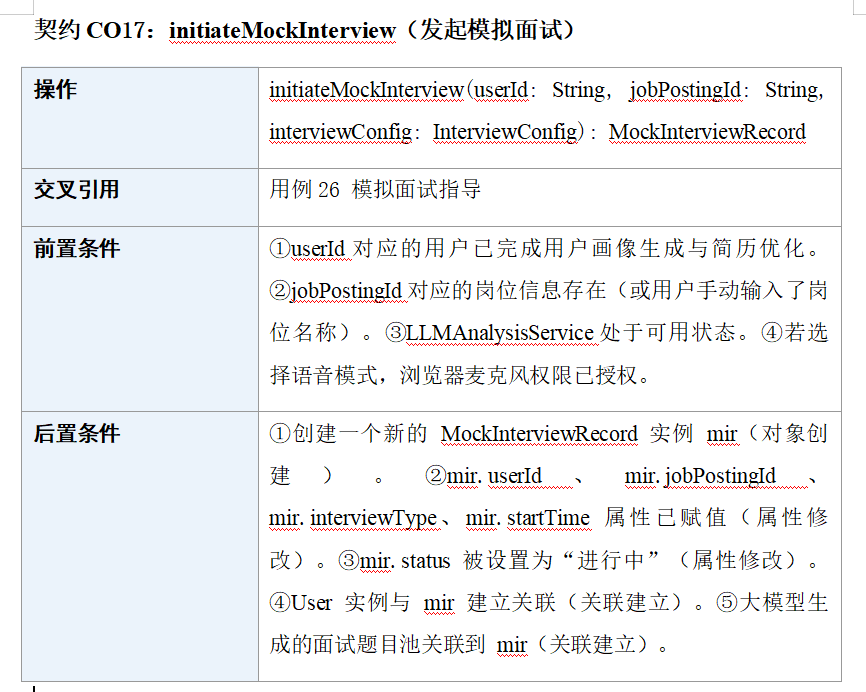 契约 CO17：initiateMockInterview（发起模拟面试）
操作
initiateMockInterview(userId: String, jobPostingId: String,
interviewConfig: InterviewConfig): MockInterviewRecord
交叉引用
用例 26 模拟面试指导
前置条件
①userId 对应的用户已完成用户画像生成与简历优化。
②jobPostingId 对应的岗位信息存在（或用户手动输入了岗
位名称）。③LLMAnalysisService 处于可用状态。④若选
择语音模式，浏览器麦克风权限已授权。
后置条件
①创建一个新的 MockInterviewRecord 实例 mir（对象创
建）。②mir.userId、mir.jobPostingId、
mir.interviewType、mir.startTime 属性已赋值（属性修
改）。③mir.status 被设置为“进行中”（属性修改）。
④User 实例与 mir 建立关联（关联建立）。⑤大模型生
成的面试题目池关联到 mir（关联建立）。